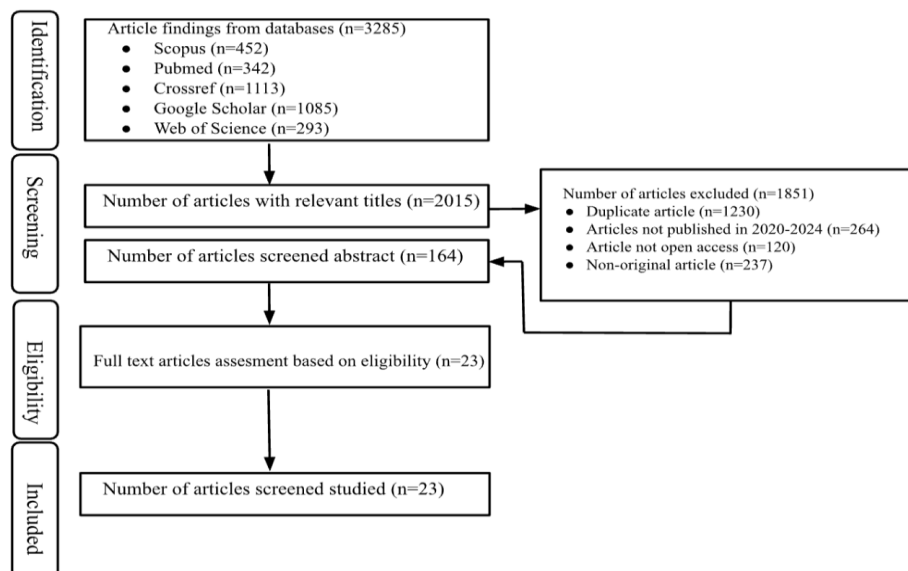 Identification
Article findings from databases (n=3285)
● Scopus (n=452)
● Pubmed (n=342)
● Crossref (n=1113)
● Google Scholar (n=1085)
● Web of Science (n=293)
Screening
Number of articles with relevant titles (n=2015)
Number of articles excluded (n=1851)
● Duplicate article (n=1230)
● Articles not published in 2020-2024 (n=264)
● Article not open access (n=120)
● Non-original article (n=237)
Number of articles screened abstract (n=164)
Eligibility
Full text articles assesment based on eligibility (n=23)
Included
Number of articles screened studied (n=23)